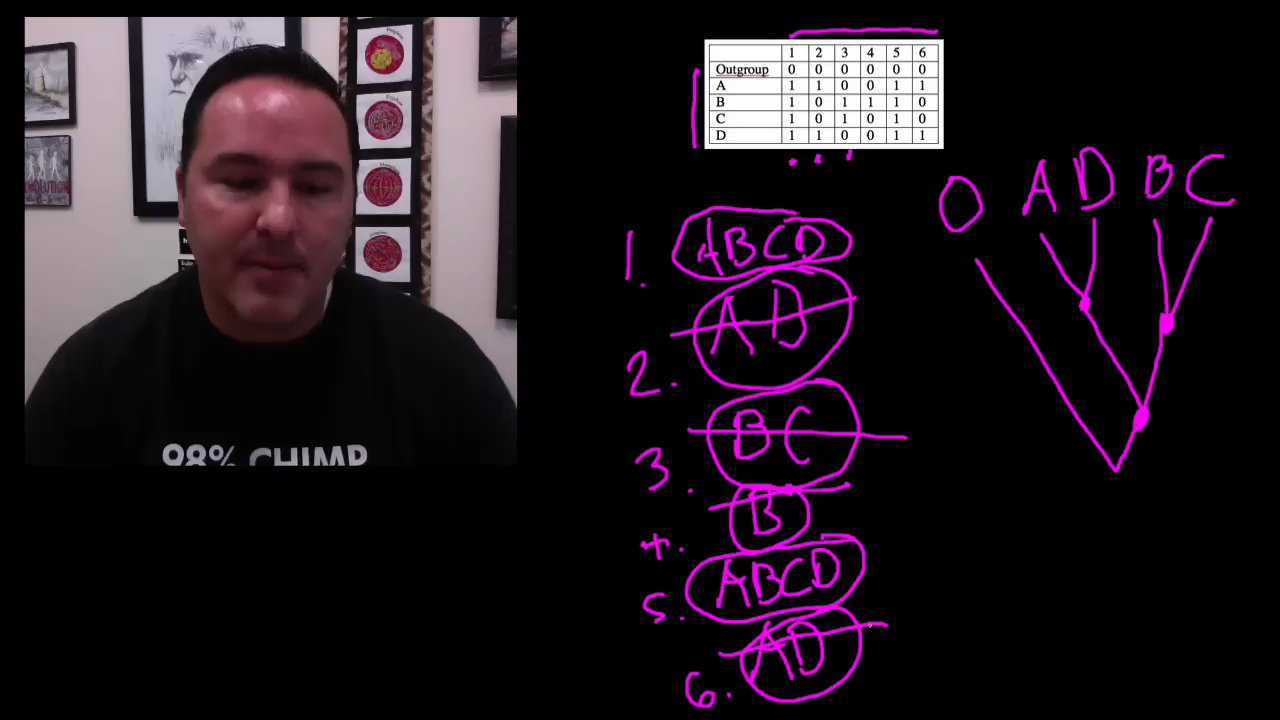 1 2 3 4 5 6
Outgroup 0 0 0 0 0 0
A 1 1 0 0 1 1
B 1 0 1 1 1 0
C 1 0 1 0 1 0
D 1 1 0 0 1 1
O A D B C
1. ABCD
2. AD
3. BC
4. B
5. ABCD
6. AD
98% CHIMP